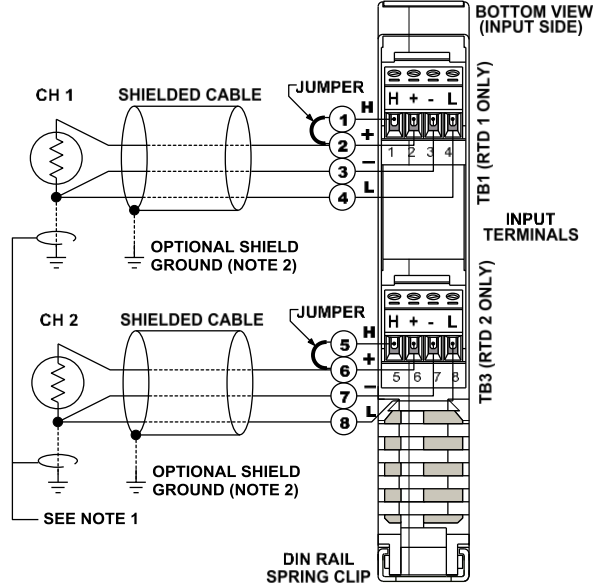 BOTTOM VIEW
(INPUT SIDE)
CH 1
SHIELDED CABLE
JUMPER
H
1
+
2
−
3
L
4
H + - L
1 2 3 4
TB1 (RTD 1 ONLY)
OPTIONAL SHIELD
GROUND (NOTE 2)
INPUT
TERMINALS
CH 2
SHIELDED CABLE
JUMPER
H
5
+
6
−
7
L
8
H + - L
5 6 7 8
TB3 (RTD 2 ONLY)
OPTIONAL SHIELD
GROUND (NOTE 2)
SEE NOTE 1
DIN RAIL
SPRING CLIP